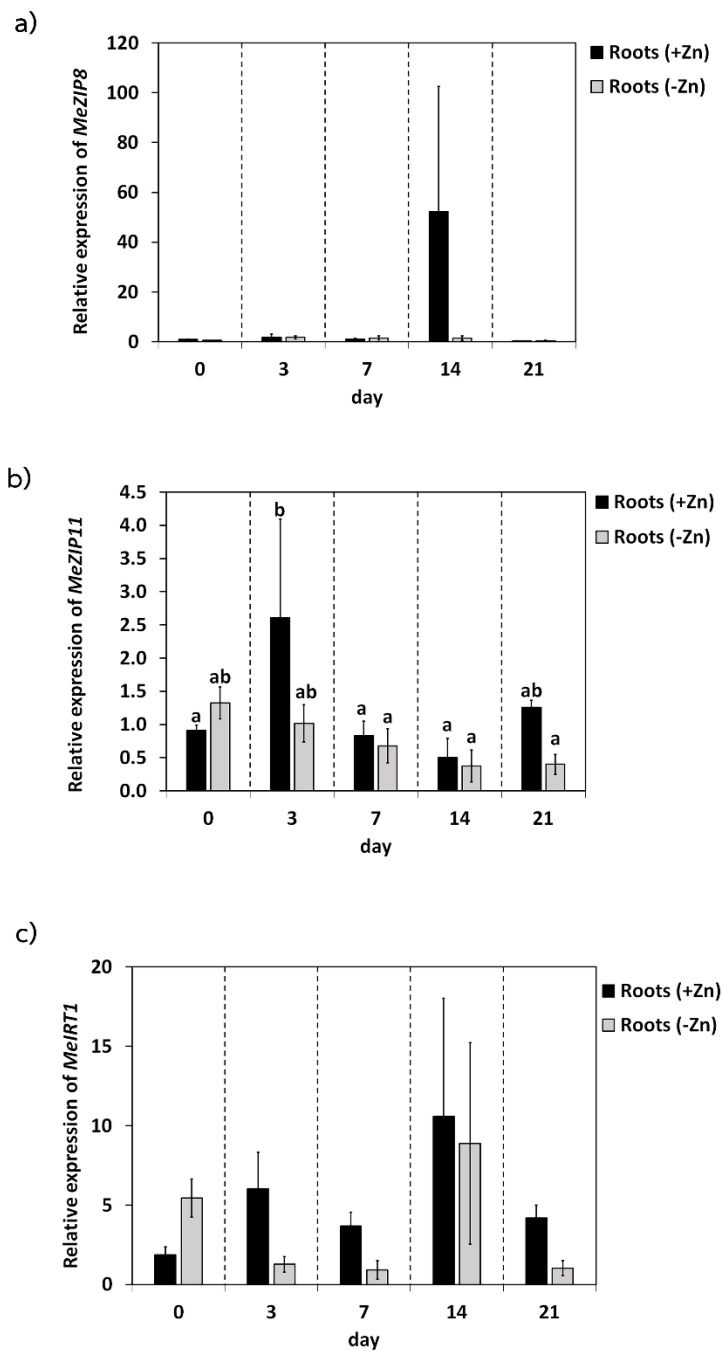 a)
Relative expression of MeZIP8
120
100
80
60
40
20
0
0 3 7 14 21
day
Roots (+Zn)
Roots (-Zn)
b)
Relative expression of MeZIP11
4.5
4.0
3.5
3.0
2.5
2.0
1.5
1.0
0.5
0.0
a ab b ab a a a a ab a
0 3 7 14 21
day
Roots (+Zn)
Roots (-Zn)
c)
Relative expression of MeIRT1
20
15
10
5
0
0 3 7 14 21
day
Roots (+Zn)
Roots (-Zn)